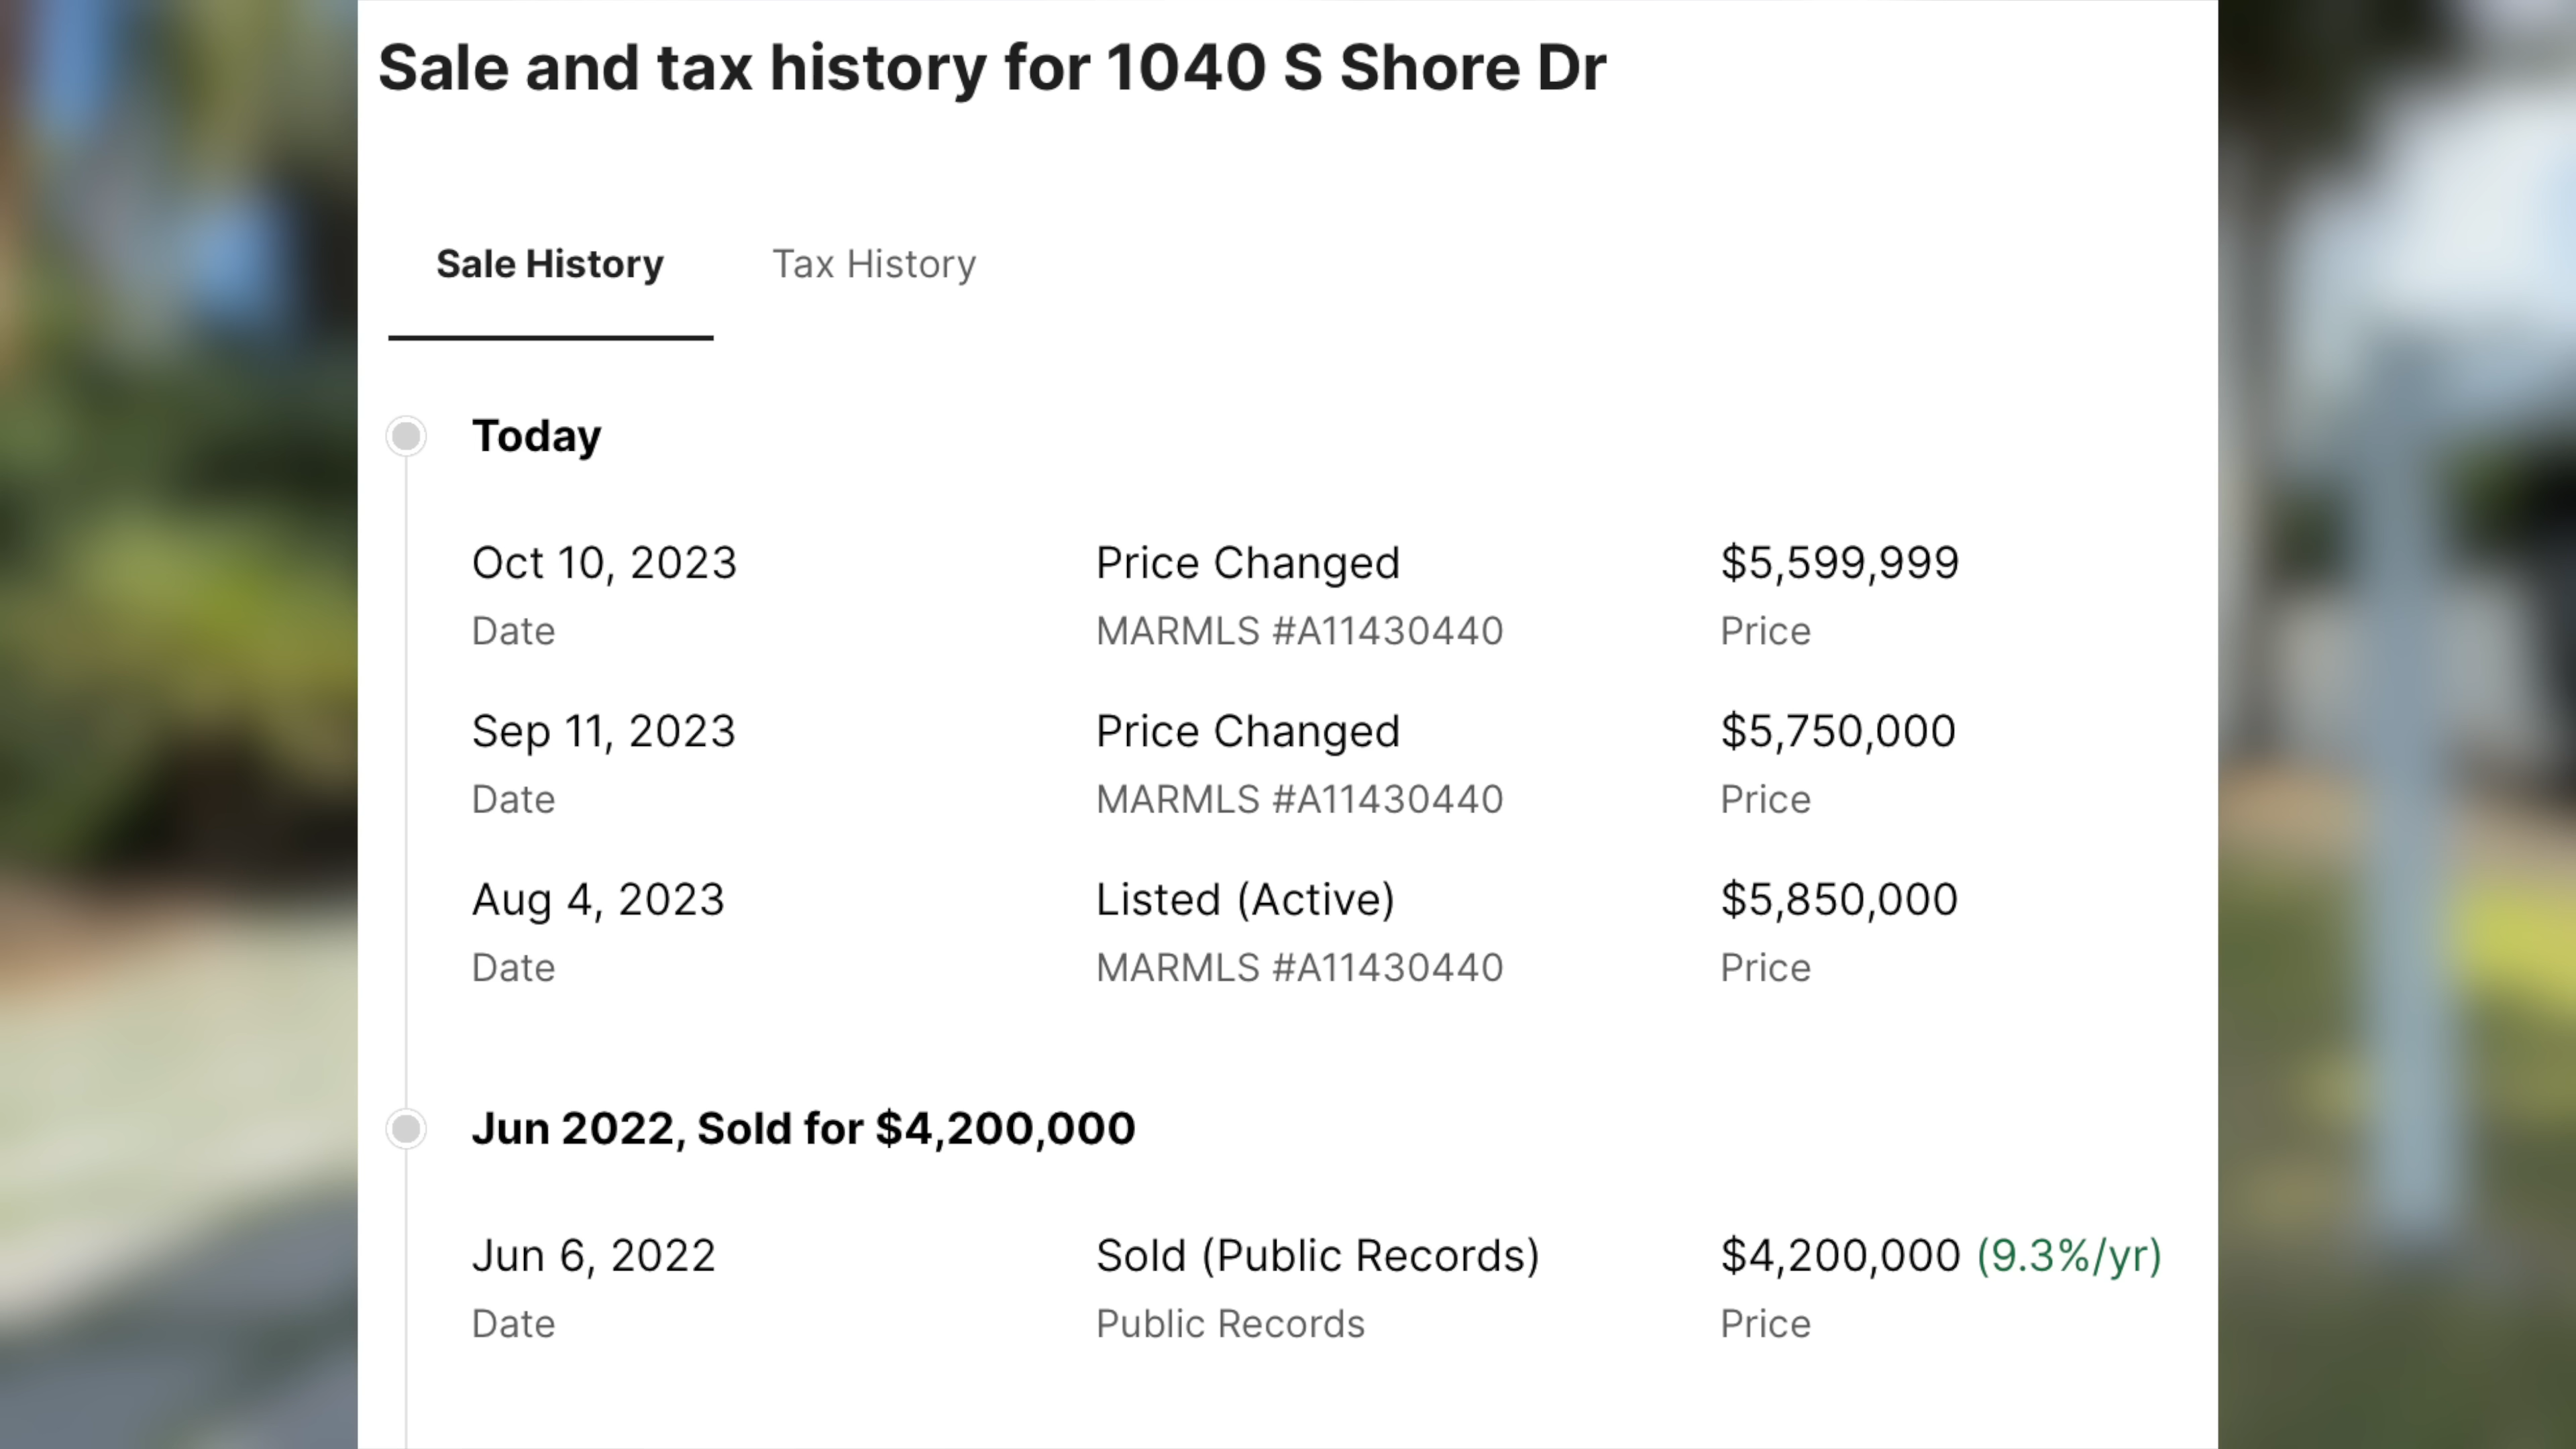 Sale and tax history for 1040 S Shore Dr
Sale History Tax History
Today
Oct 10, 2023 Price Changed $5,599,999
Date MARMLS #A11430440 Price
Sep 11, 2023 Price Changed $5,750,000
Date MARMLS #A11430440 Price
Aug 4, 2023 Listed (Active) $5,850,000
Date MARMLS #A11430440 Price
Jun 2022, Sold for $4,200,000
Jun 6, 2022 Sold (Public Records) $4,200,000 (9.3%/yr)
Date Public Records Price